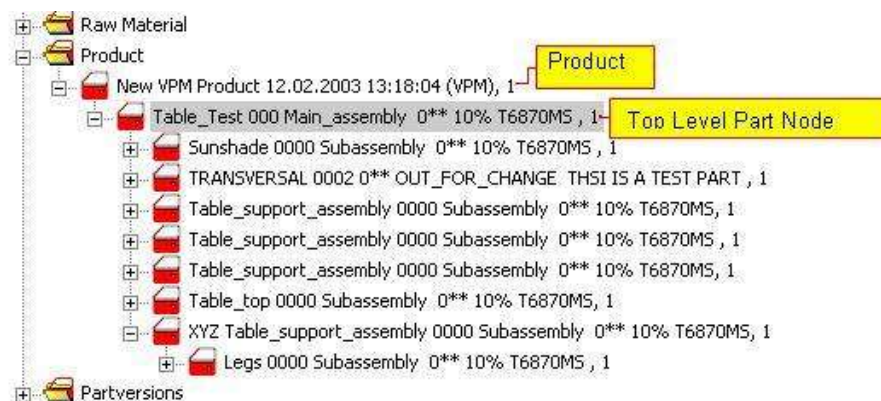 Raw Material
Product
New VPM Product 12.02.2003 13:18:04 (VPM), 1
Product
Table_Test 000 Main_assembly 0** 10% T6870MS , 1
Top Level Part Node
Sunshade 0000 Subassembly 0** 10% T6870MS , 1
TRANSVERSAL 0002 0** OUT_FOR_CHANGE THSI IS A TEST PART , 1
Table_support_assembly 0000 Subassembly 0** 10% T6870MS, 1
Table_support_assembly 0000 Subassembly 0** 10% T6870MS , 1
Table_support_assembly 0000 Subassembly 0** 10% T6870MS, 1
Table_top 0000 Subassembly 0** 10% T6870MS, 1
XYZ Table_support_assembly 0000 Subassembly 0** 10% T6870MS, 1
Legs 0000 Subassembly 0** 10% T6870MS , 1
Partversions